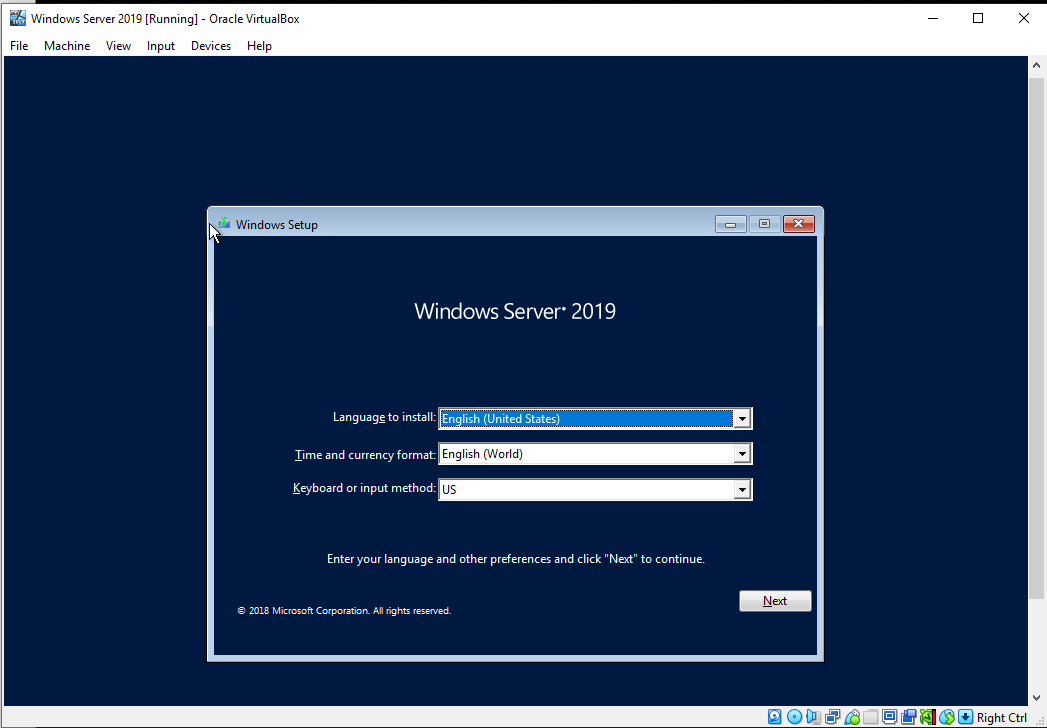 Windows Server 2019 [Running] - Oracle VirtualBox
File Machine View Input Devices Help
Windows Setup
Windows Server® 2019
Language to install: English (United States)
Time and currency format: English (World)
Keyboard or input method: US
Enter your language and other preferences and click "Next" to continue.
Next
© 2018 Microsoft Corporation. All rights reserved.
Right Ctrl